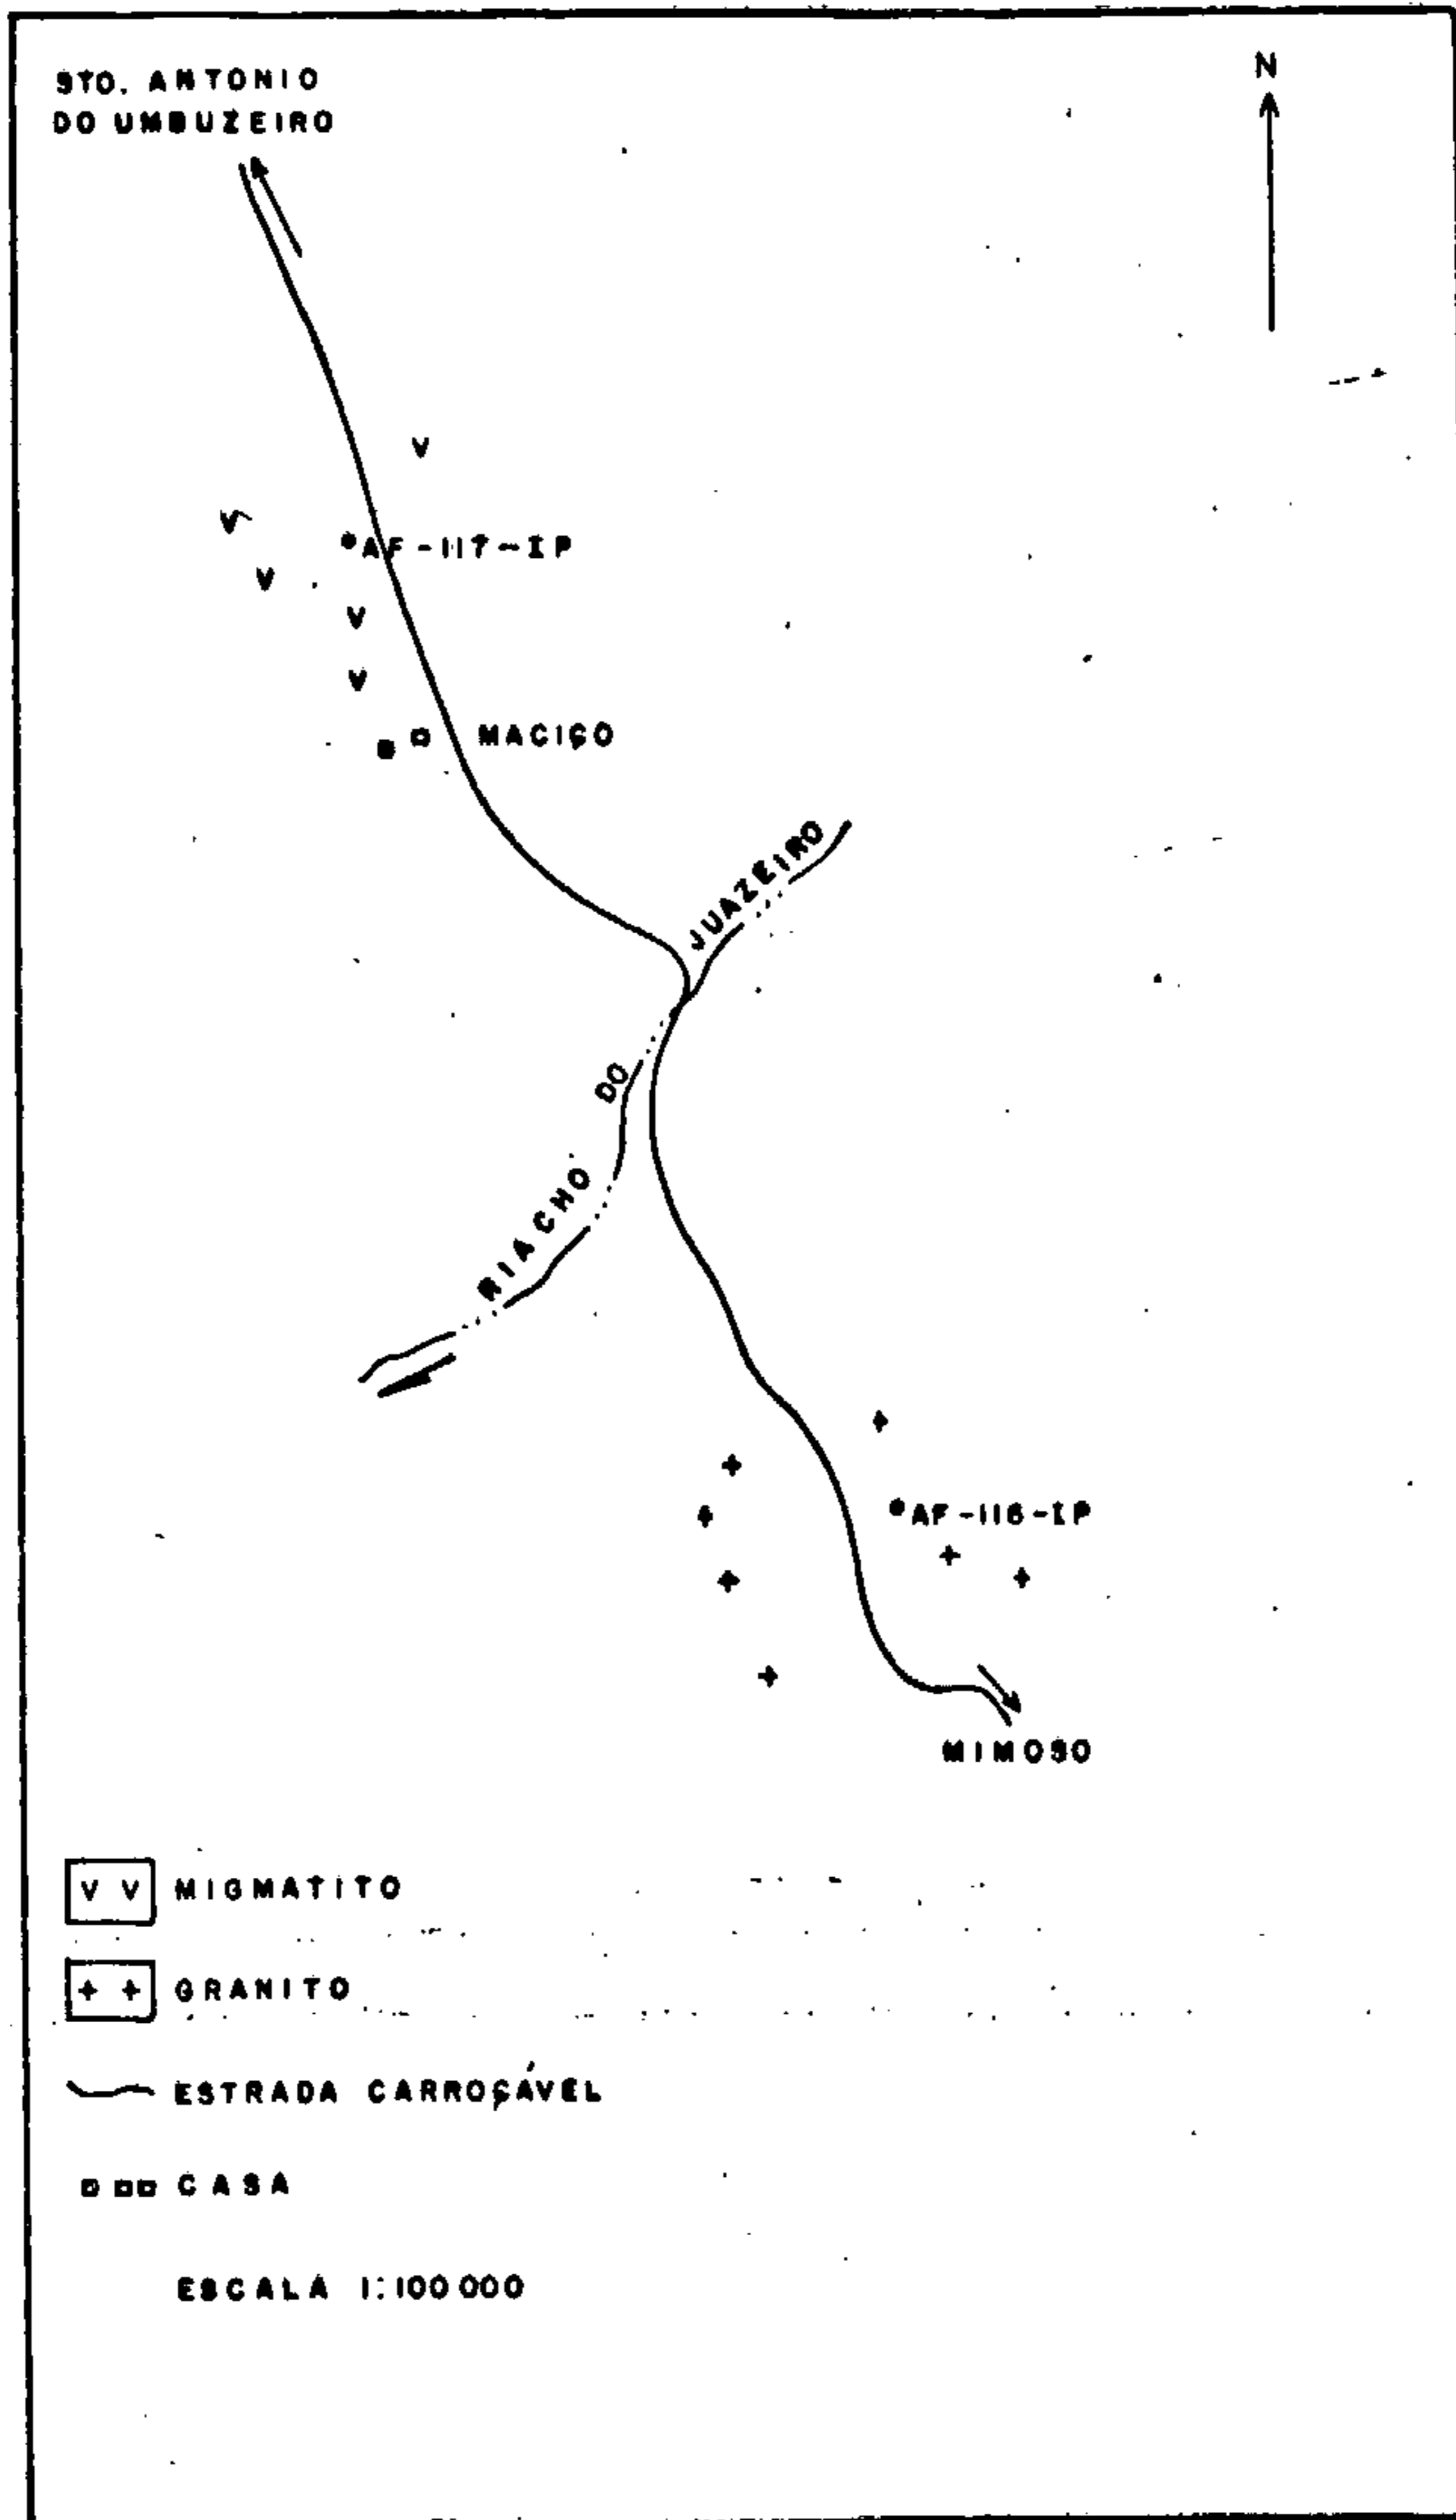 STO. ANTONIO
DO UMBUZEIRO
N
AF-117-IP
MACIÇO
RIACHO DO JUAZEIRO
AF-116-IP
MIMOSO
V V MIGMATITO
+ + GRANITO
ESTRADA CARROÇÁVEL
CASA
ESCALA 1:100 000